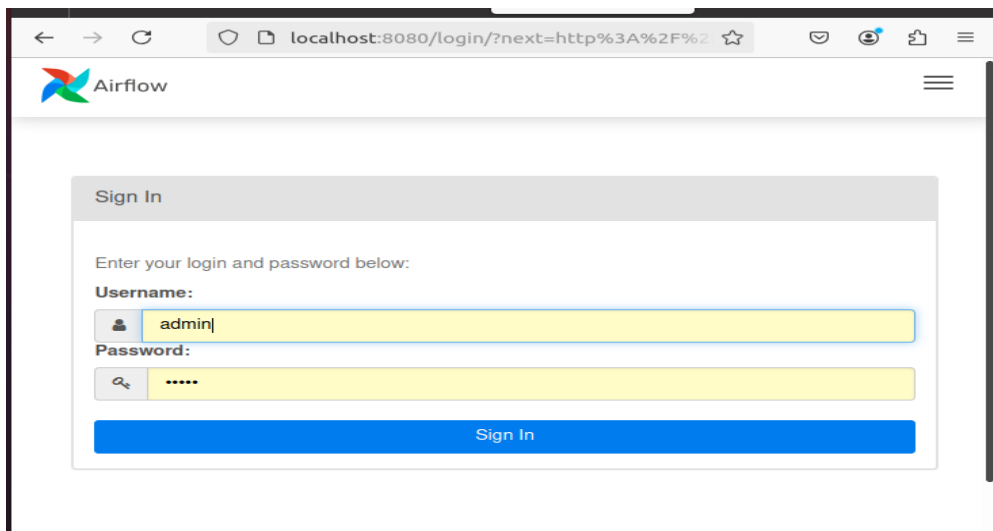 localhost:8080/login/?next=http%3A%2F%2
Airflow
Sign In
Enter your login and password below:
Username:
admin
Password:
•••••
Sign In